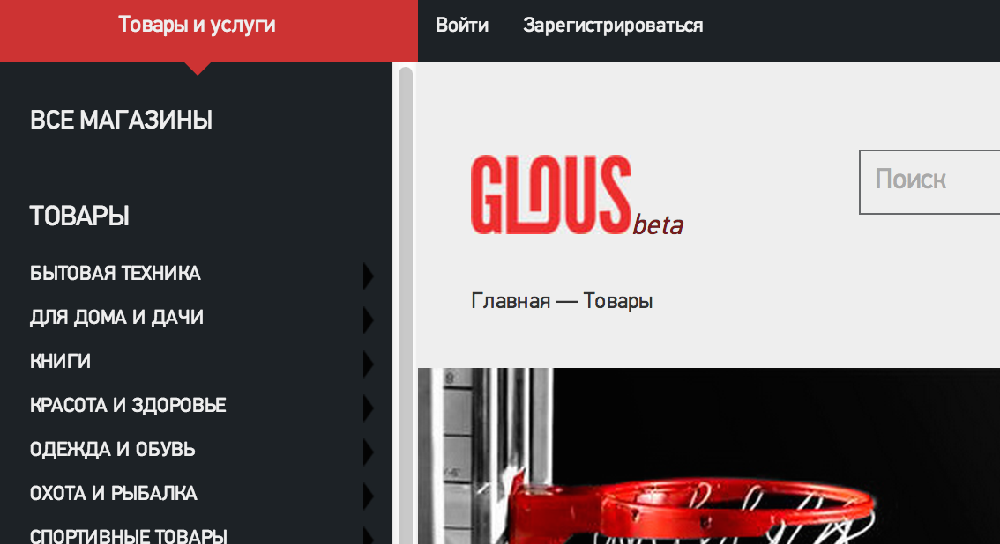 Товары и услуги
Войти
Зарегистрироваться
ВСЕ МАГАЗИНЫ
ТОВАРЫ
БЫТОВАЯ ТЕХНИКА
ДЛЯ ДОМА И ДАЧИ
КНИГИ
КРАСОТА И ЗДОРОВЬЕ
ОДЕЖДА И ОБУВЬ
ОХОТА И РЫБАЛКА
СПОРТИВНЫЕ ТОВАРЫ
GLOUS beta
Поиск
Главная — Товары